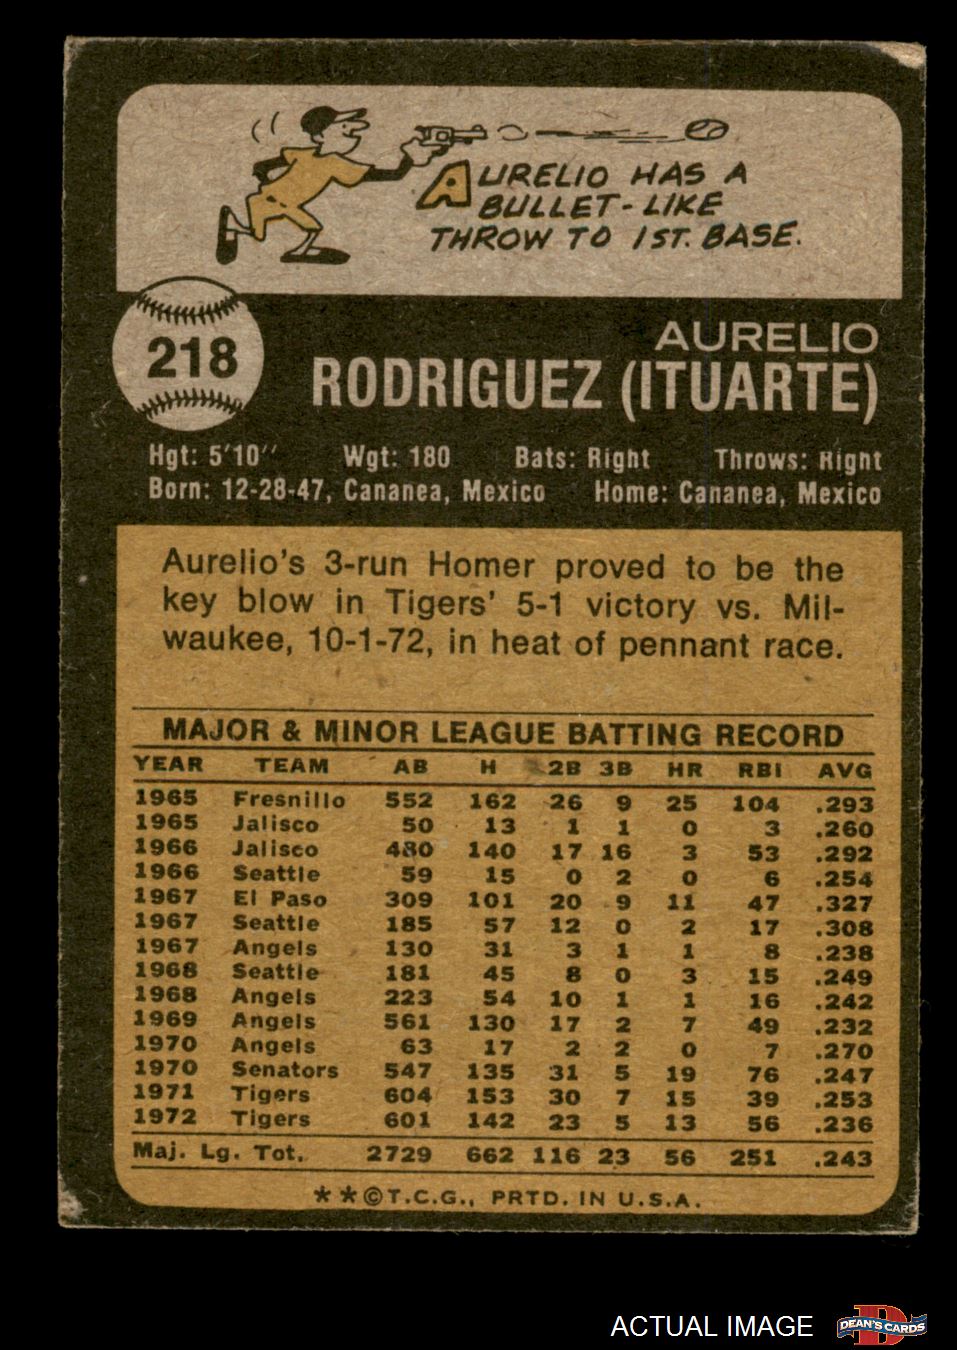 AURELIO HAS A
BULLET-LIKE
THROW TO 1ST. BASE.
218
AURELIO
RODRIGUEZ (ITUARTE)
Hgt: 5'10" Wgt: 180 Bats: Right Throws: Right
Born: 12-28-47, Cananea, Mexico Home: Cananea, Mexico
Aurelio's 3-run Homer proved to be the
key blow in Tigers' 5-1 victory vs. Mil-
waukee, 10-1-72, in heat of pennant race.
MAJOR & MINOR LEAGUE BATTING RECORD
YEAR TEAM AB H 2B 3B HR RBI AVG
1965 Fresnillo 552 162 26 9 25 104 .293
1965 Jalisco 50 13 1 1 0 3 .260
1966 Jalisco 480 140 17 16 3 53 .292
1966 Seattle 59 15 0 2 0 6 .254
1967 El Paso 309 101 20 9 11 47 .327
1967 Seattle 185 57 12 0 2 17 .308
1967 Angels 130 31 3 1 1 8 .238
1968 Seattle 181 45 8 0 3 15 .249
1968 Angels 223 54 10 1 1 16 .242
1969 Angels 561 130 17 2 7 49 .232
1970 Angels 63 17 2 2 0 7 .270
1970 Senators 547 135 31 5 19 76 .247
1971 Tigers 604 153 30 7 15 39 .253
1972 Tigers 601 142 23 5 13 56 .236
Maj. Lg. Tot. 2729 662 116 23 56 251 .243
**©T.C.G., PRTD. IN U.S.A.
ACTUAL IMAGE
D
DEAN'S CARDS